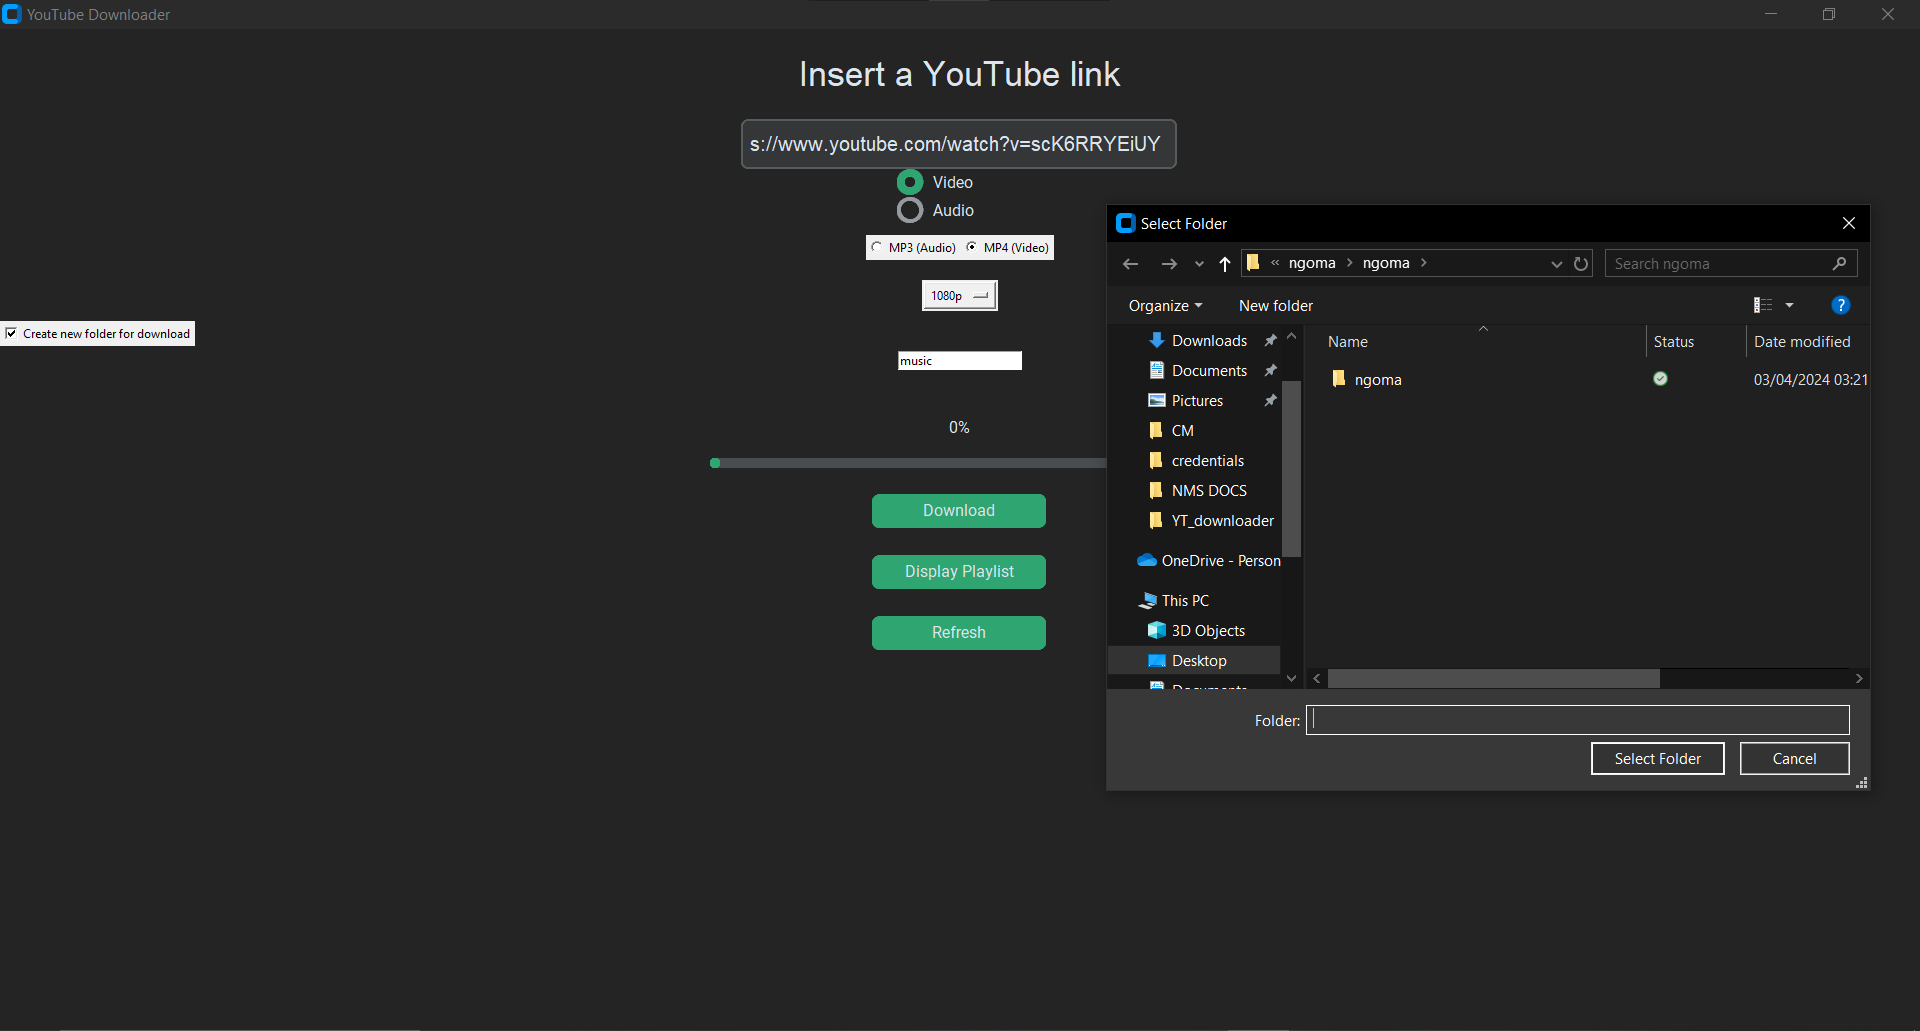 YouTube Downloader
Insert a YouTube link
s://www.youtube.com/watch?v=scK6RRYEiUY
Video
Audio
MP3 (Audio) MP4 (Video)
1080p
Create new folder for download
music
0%
Download
Display Playlist
Refresh
Select Folder
« ngoma > ngoma >
Search ngoma
Organize New folder
?
Name Status Date modified
ngoma 03/04/2024 03:21
Downloads
Documents
Pictures
CM
credentials
NMS DOCS
YT_downloader
OneDrive - Person
This PC
3D Objects
Desktop
Documents
Folder:
Select Folder Cancel